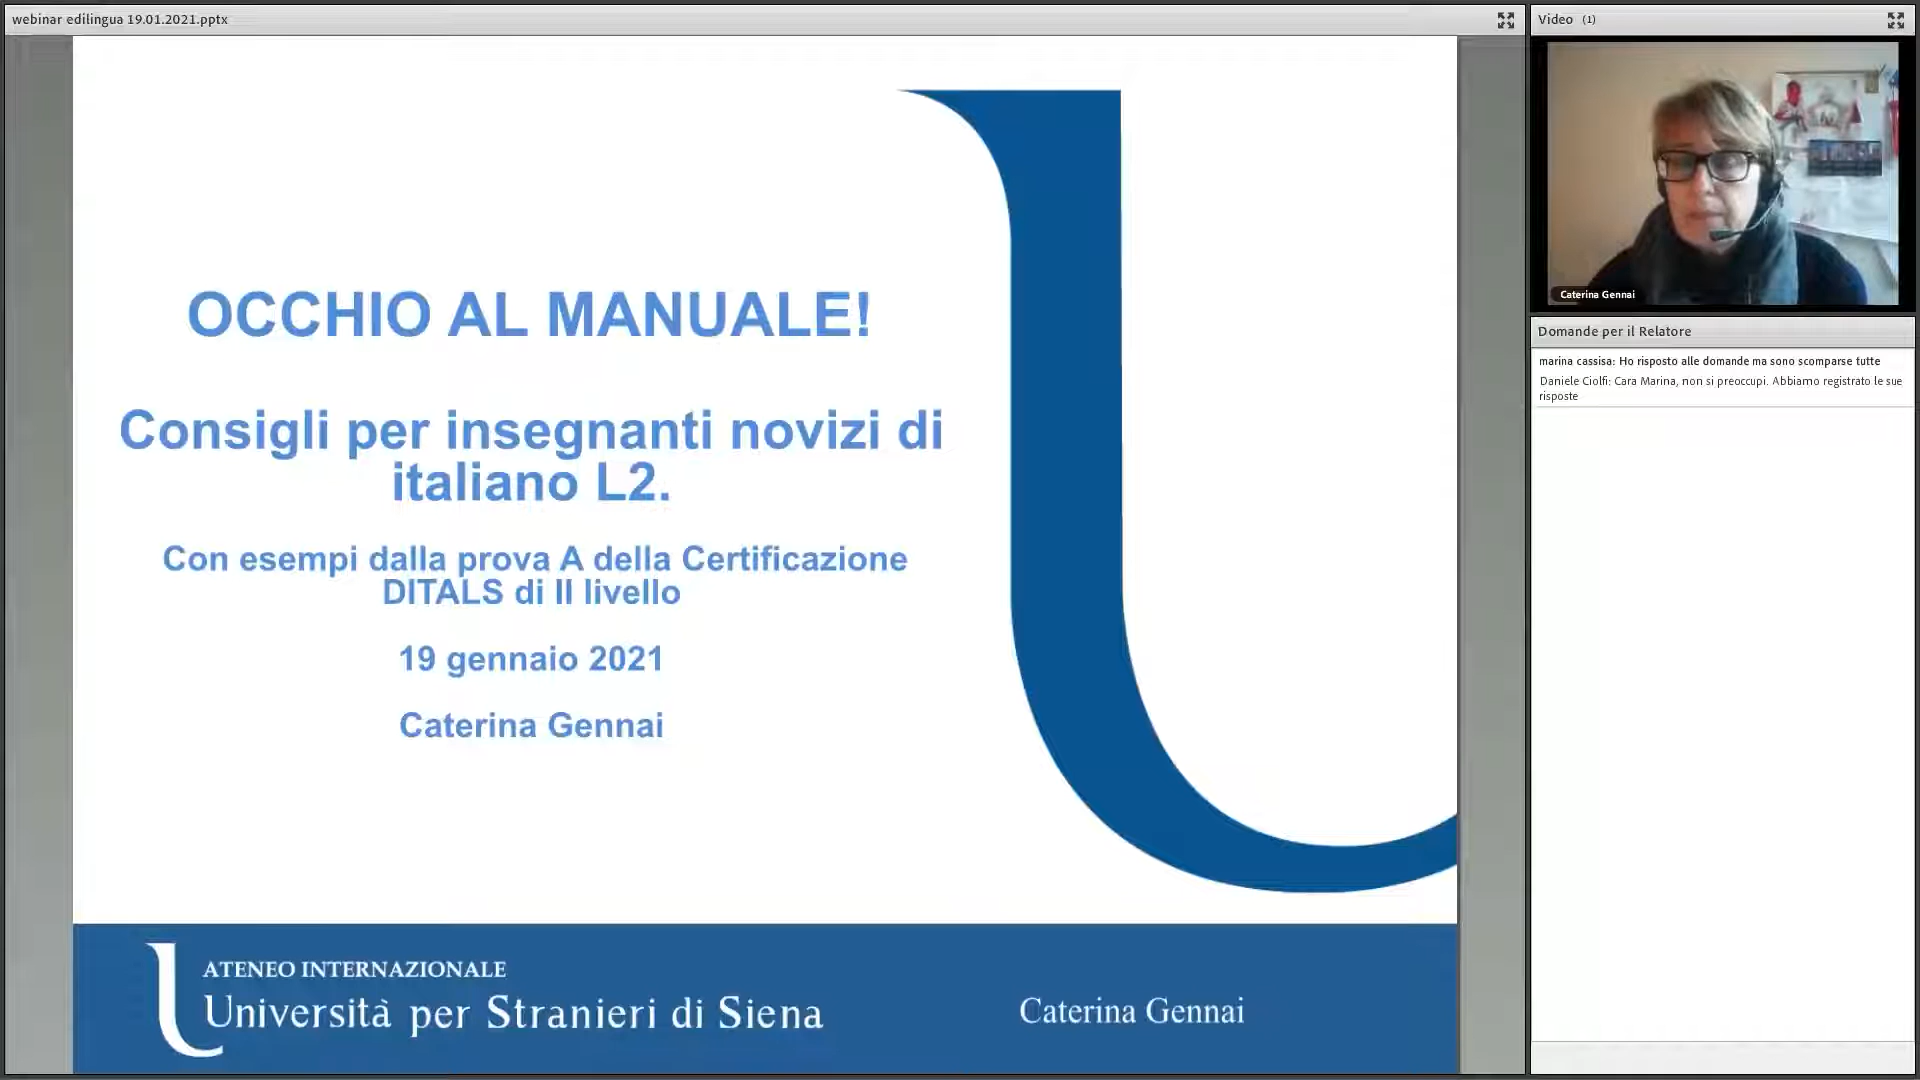 webinar edilingua 19.01.2021.pptx
OCCHIO AL MANUALE!
Consigli per insegnanti novizi di
italiano L2.
Con esempi dalla prova A della Certificazione
DITALS di II livello
19 gennaio 2021
Caterina Gennai
ATENEO INTERNAZIONALE
Università per Stranieri di Siena
Caterina Gennai
Video (1)
Caterina Gennai
Domande per il Relatore
marina cassisa: Ho risposto alle domande ma sono scomparse tutte
Daniele Ciolfi: Cara Marina, non si preoccupi. Abbiamo registrato le sue
risposte